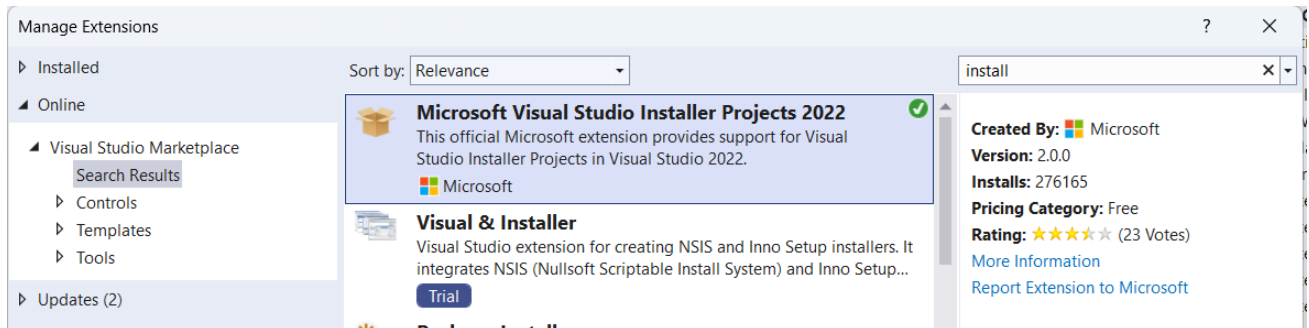 Manage Extensions
?
Installed
Online
Visual Studio Marketplace
Search Results
Controls
Templates
Tools
Updates (2)
Sort by: Relevance
Microsoft Visual Studio Installer Projects 2022
This official Microsoft extension provides support for Visual
Studio Installer Projects in Visual Studio 2022.
Microsoft
Visual & Installer
Visual Studio extension for creating NSIS and Inno Setup installers. It
integrates NSIS (Nullsoft Scriptable Install System) and Inno Setup...
Trial
install
Created By: Microsoft
Version: 2.0.0
Installs: 276165
Pricing Category: Free
Rating: (23 Votes)
More Information
Report Extension to Microsoft